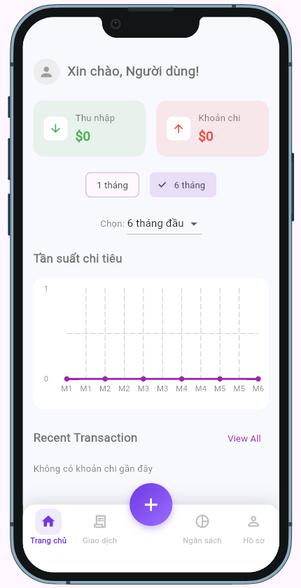 Xin chào, Người dùng!
Thu nhập
$0
Khoản chi
$0
1 tháng
6 tháng
Chọn: 6 tháng đầu
Tần suất chi tiêu
1
0
M1 M1 M2 M2 M3 M4 M4 M5 M5 M6
Recent Transaction View All
Không có khoản chi gần đây
+
Trang chủ Giao dịch Ngân sách Hồ sơ